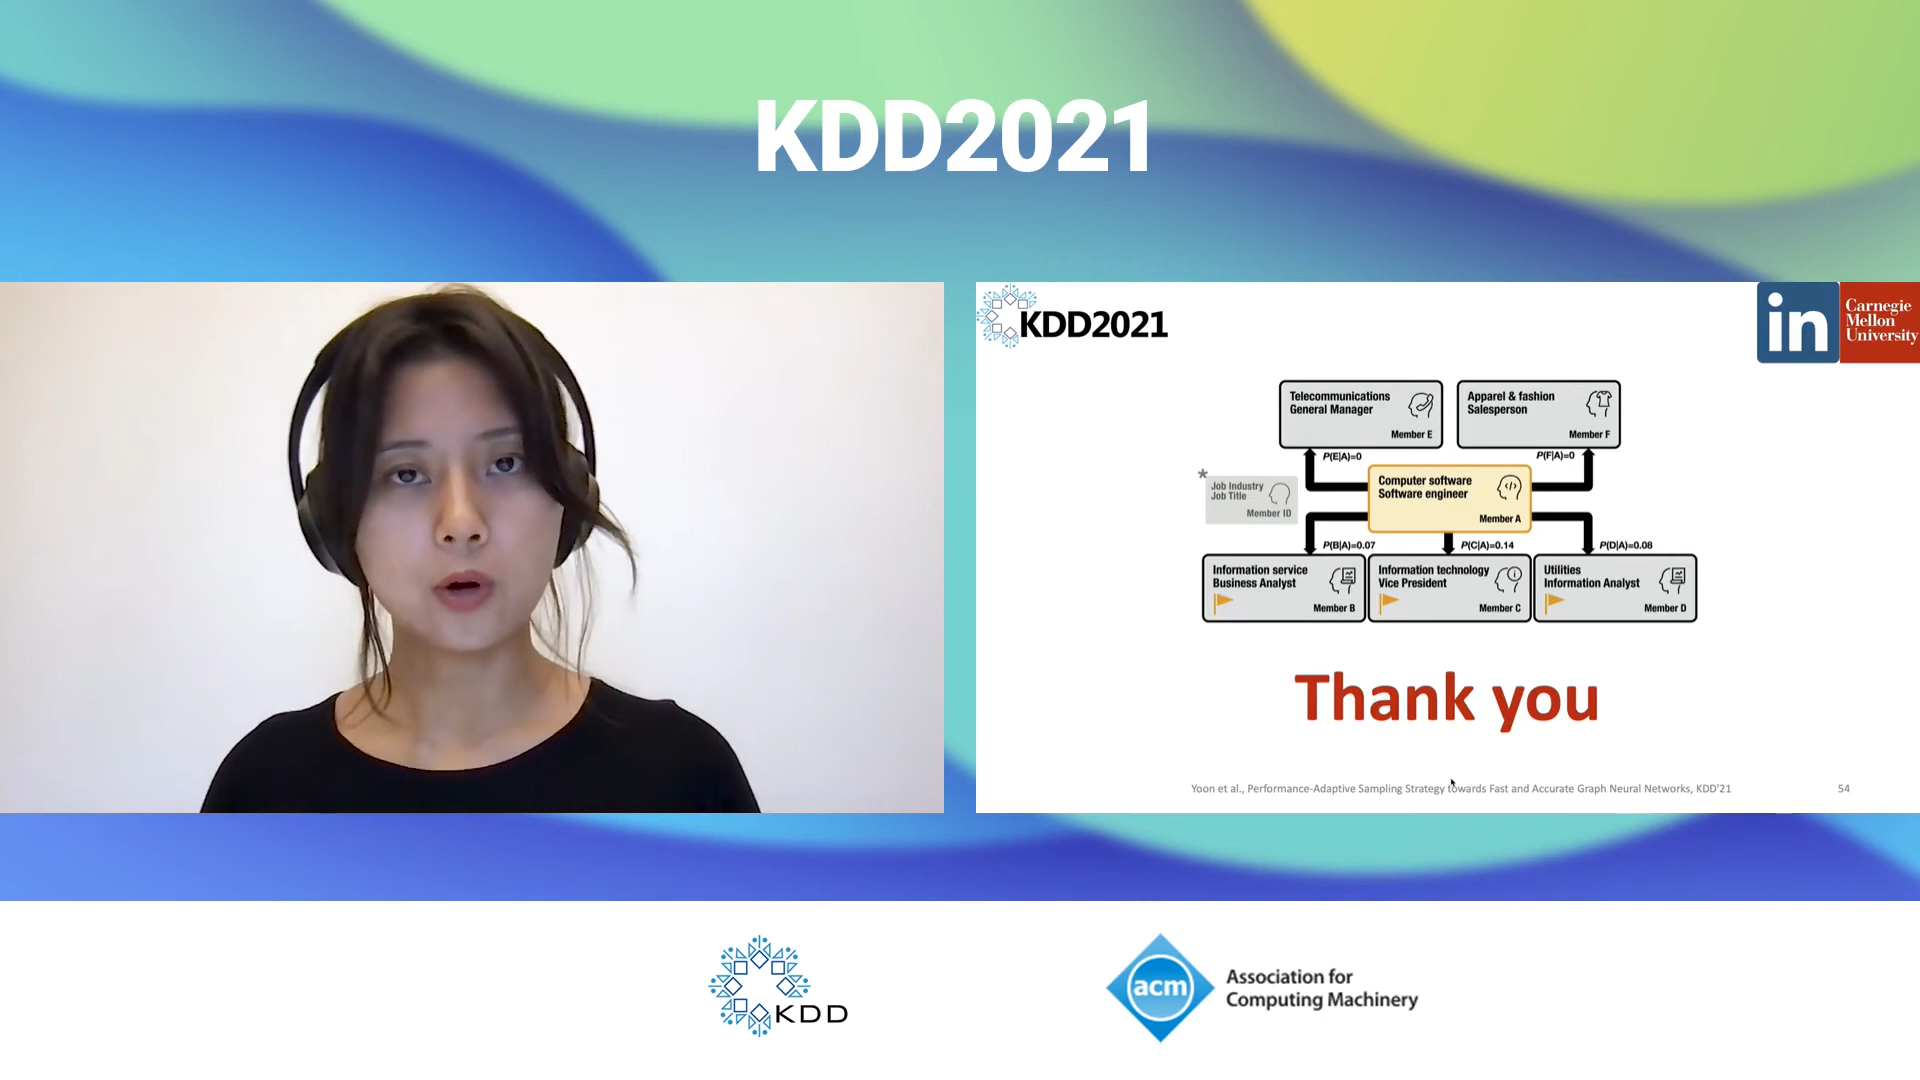 KDD2021
KDD2021
in
Carnegie
Mellon
University
Telecommunications
General Manager
Member E
Apparel & fashion
Salesperson
Member F
P(E|A)=0
P(F|A)=0
*
Job Industry
Job Title
Member ID
Computer software
Software engineer
Member A
P(B|A)=0.07
P(C|A)=0.14
P(D|A)=0.08
Information service
Business Analyst
Member B
Information technology
Vice President
Member C
Utilities
Information Analyst
Member D
Thank you
Yoon et al., Performance-Adaptive Sampling Strategy towards Fast and Accurate Graph Neural Networks, KDD'21
54
KDD
acm
Association for
Computing Machinery